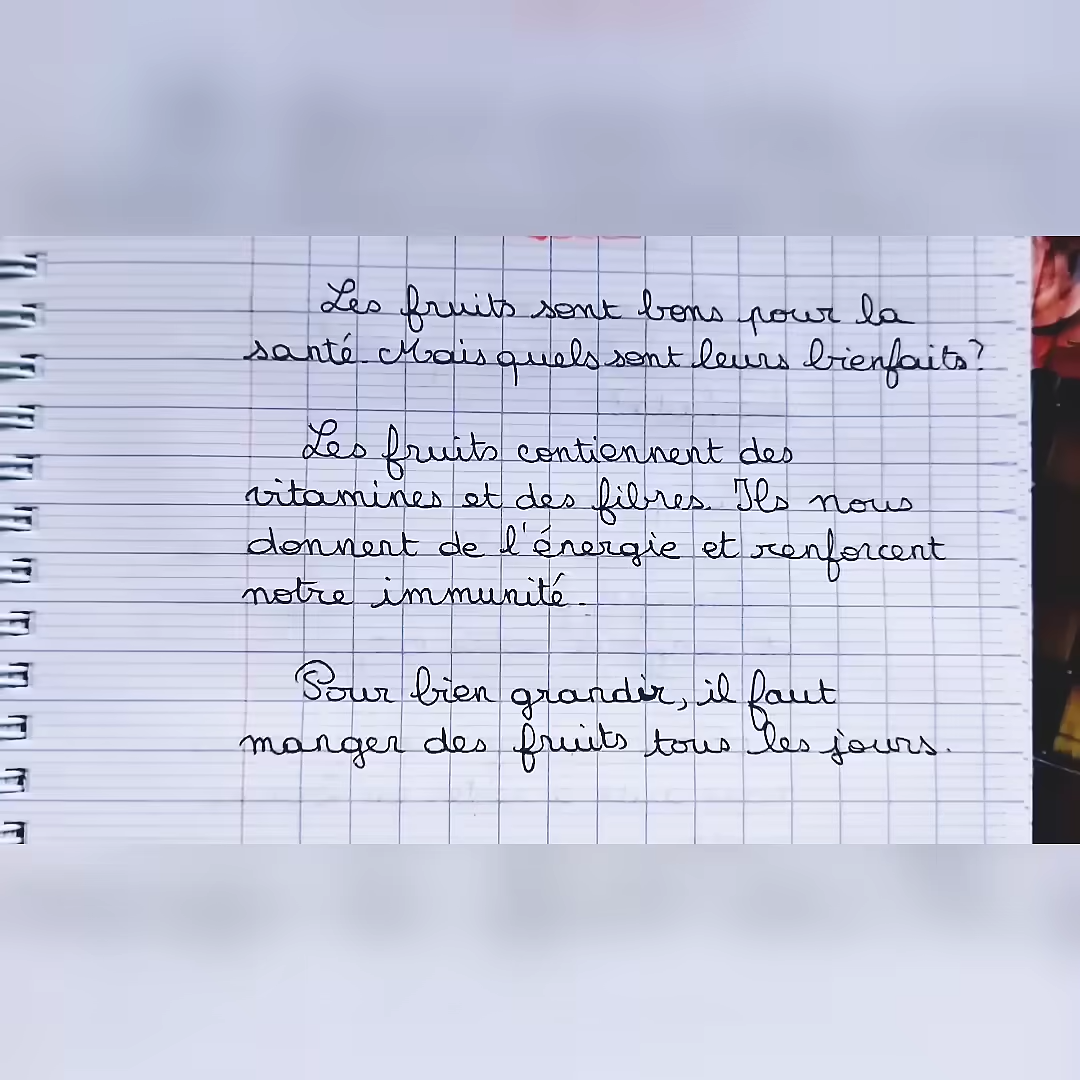 Les fruits sont bons pour la
santé. Mais quels sont leurs bienfaits?
Les fruits contiennent des
vitamines et des fibres. Ils nous
donnent de l'énergie et renforcent
notre immunité.
Pour bien grandir, il faut
manger des fruits tous les jours.